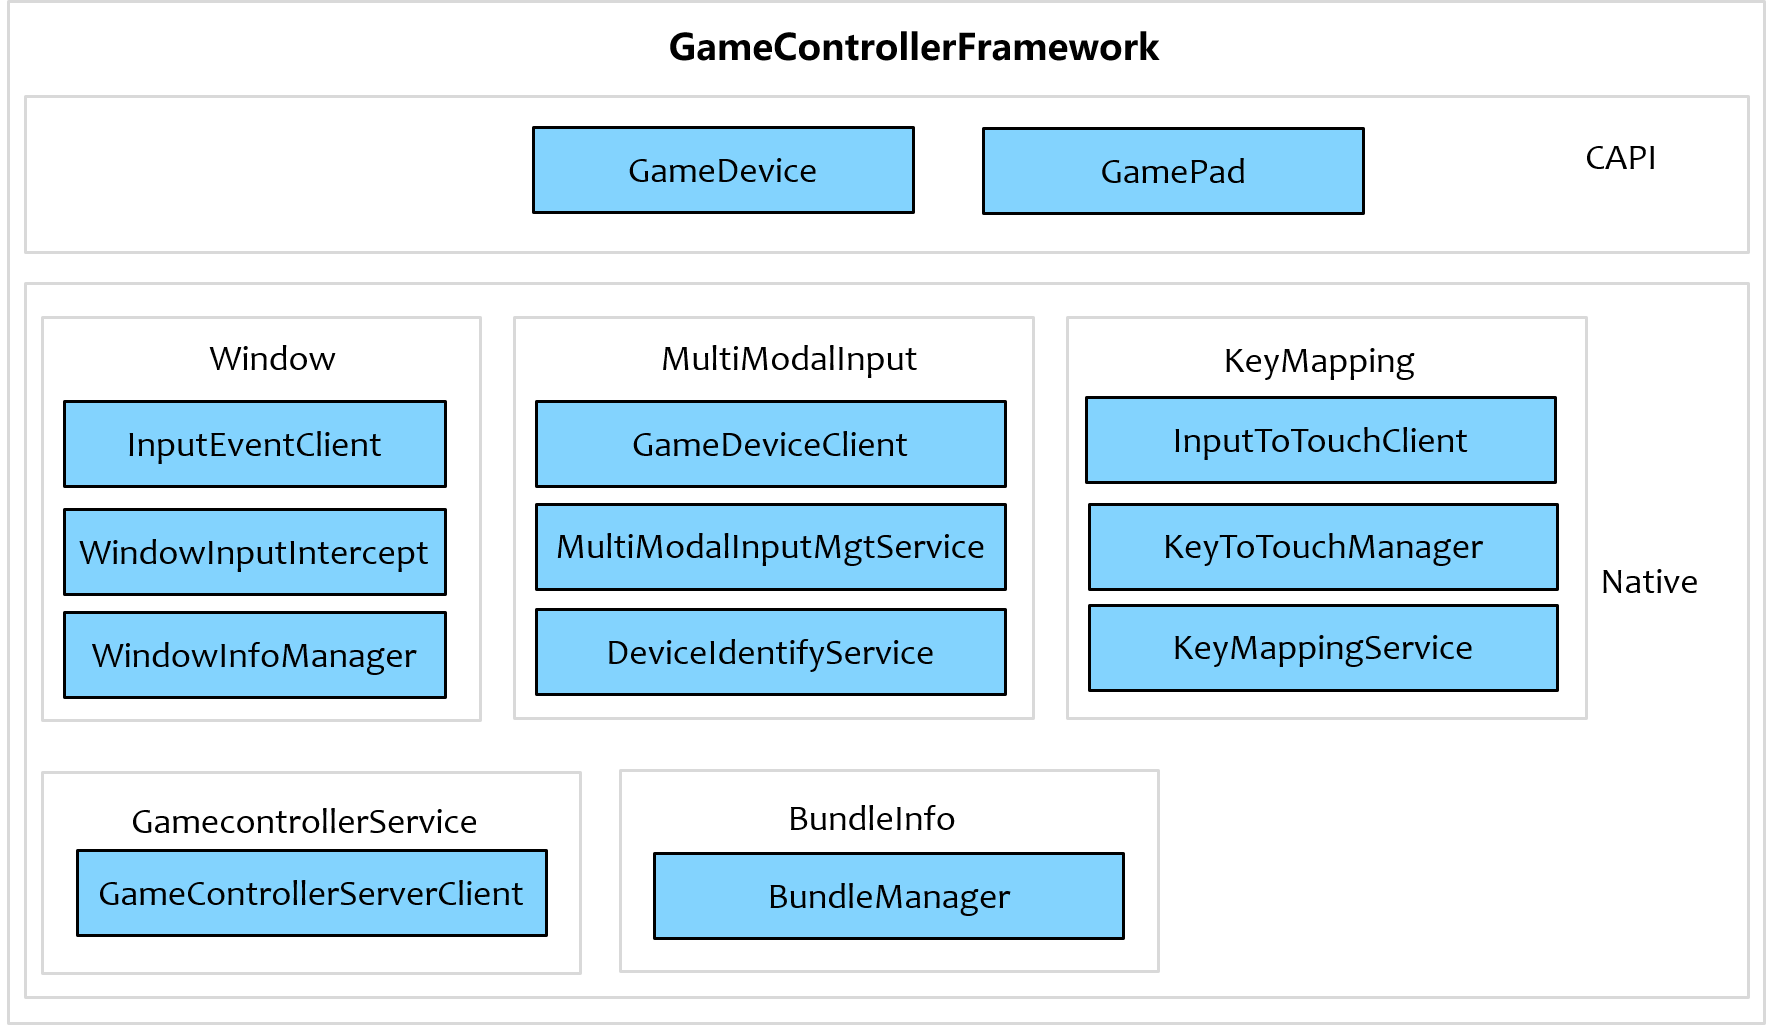 GameControllerFramework
GameDevice
GamePad
CAPI
Window
InputEventClient
WindowInputIntercept
WindowInfoManager
MultiModalInput
GameDeviceClient
MultiModalInputMgtService
DeviceIdentifyService
KeyMapping
InputToTouchClient
KeyToTouchManager
KeyMappingService
Native
GamecontrollerService
GameControllerServerClient
BundleInfo
BundleManager